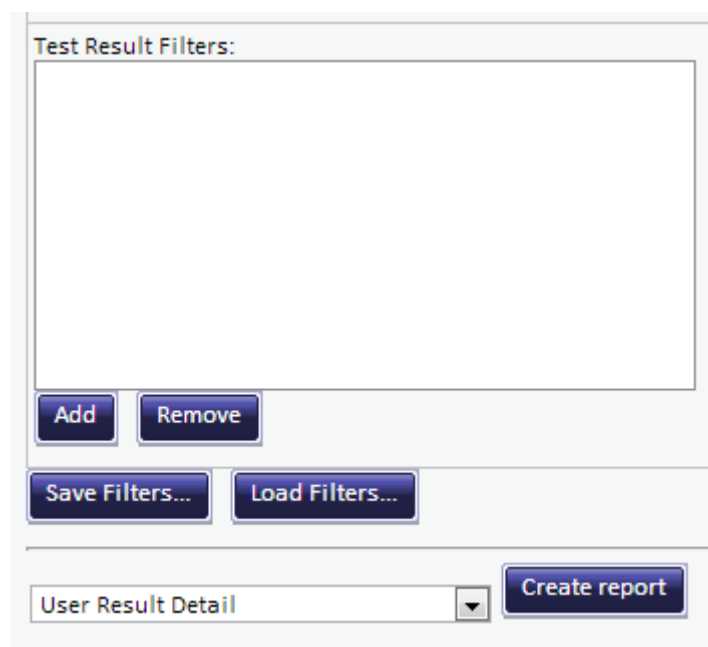 Test Result Filters:
Add Remove
Save Filters... Load Filters...
User Result Detail Create report